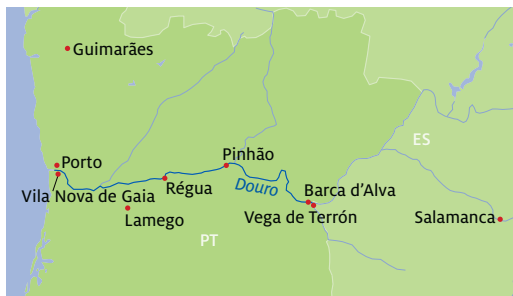 Guimarães
ES
Pinhão
Porto
Douro
Régua
Barca d'Alva
Vila Nova de Gaia
Vega de Terrón
Salamanca
Lamego
PT